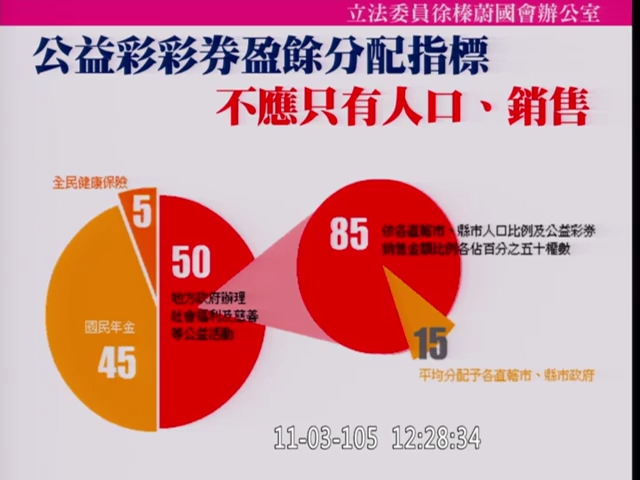 立法委員徐榛蔚國會辦公室
公益彩彩券盈餘分配指標
不應只有人口、銷售
全民健康保險
5
50
地方政府辦理
社會福利及慈善
等公益活動
國民年金
45
85
依各直轄市、縣市人口比例及公益彩券
銷售金額比例各佔百分之五十權數
15
平均分配予各直轄市、縣市政府
11-03-105 12:28:34